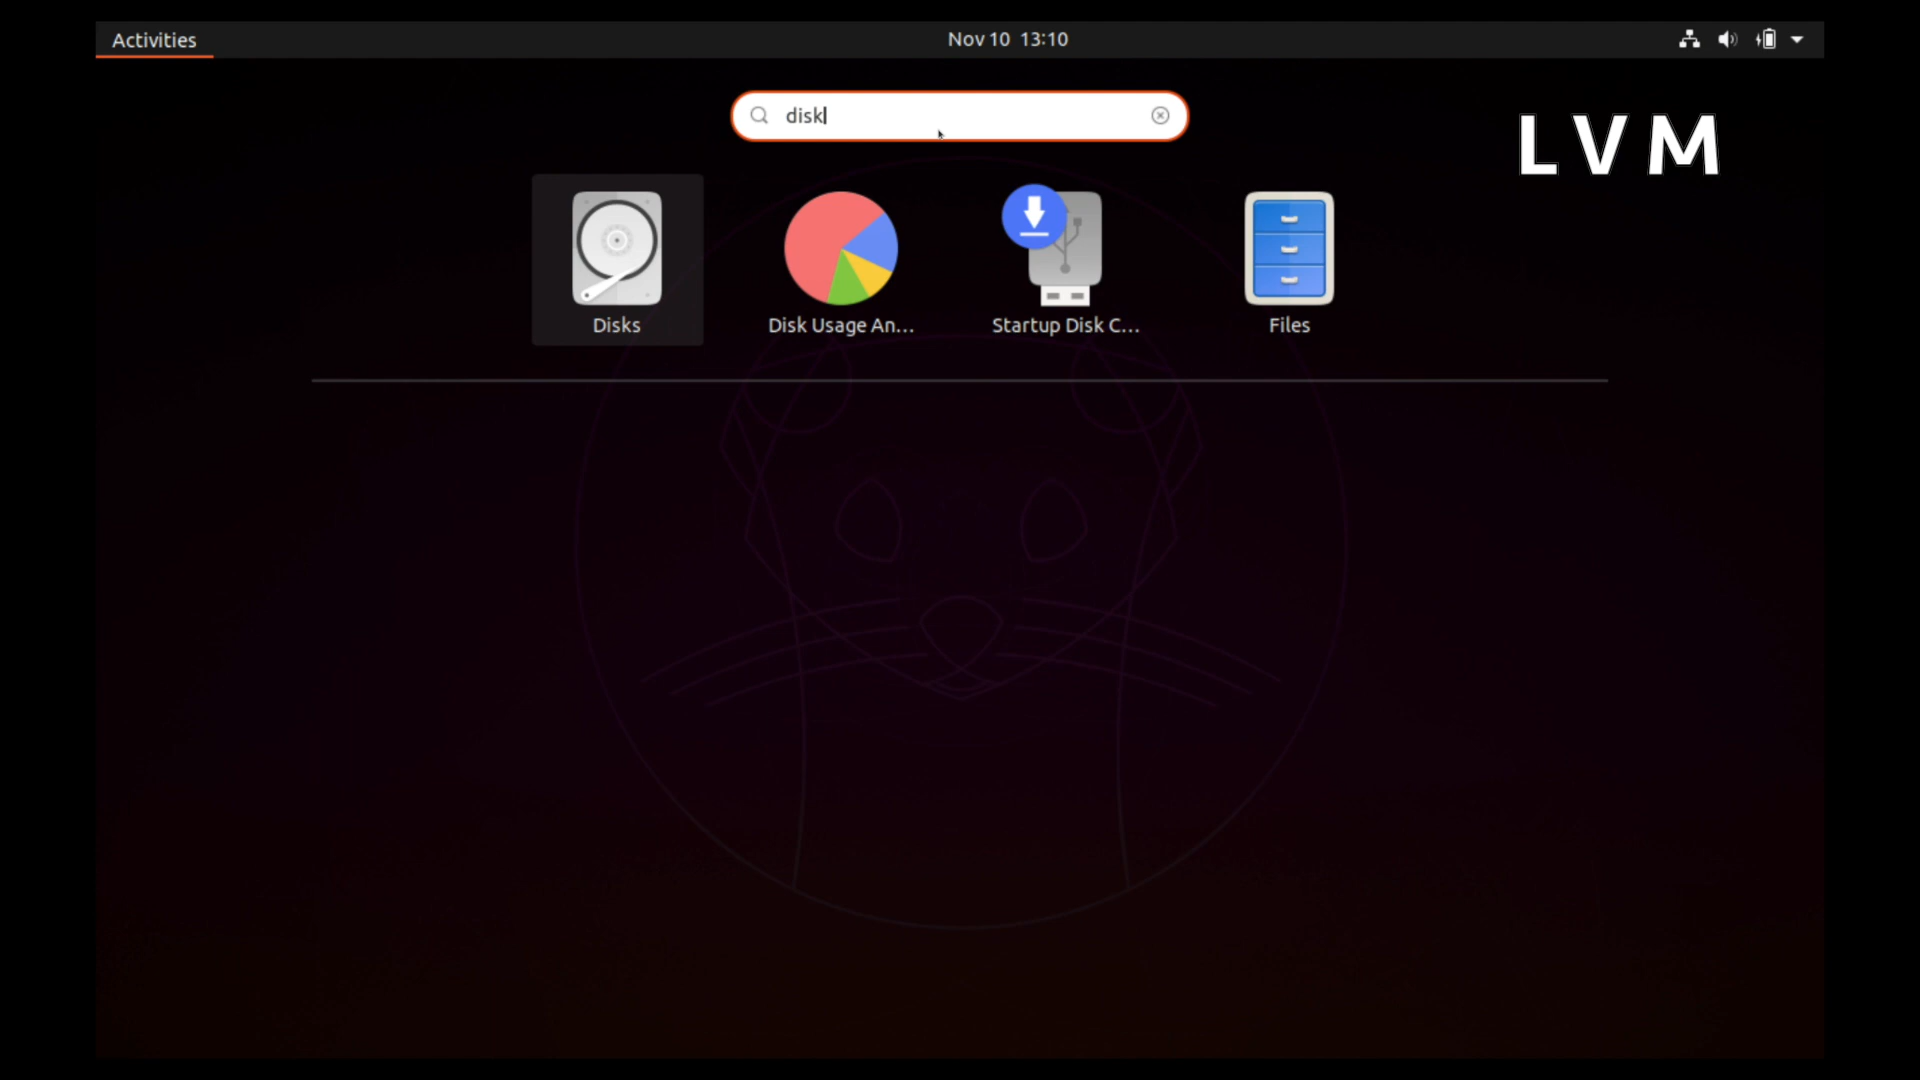 Activities
Nov 10 13:10
disk
LVM
Disks
Disk Usage An...
Startup Disk C...
Files